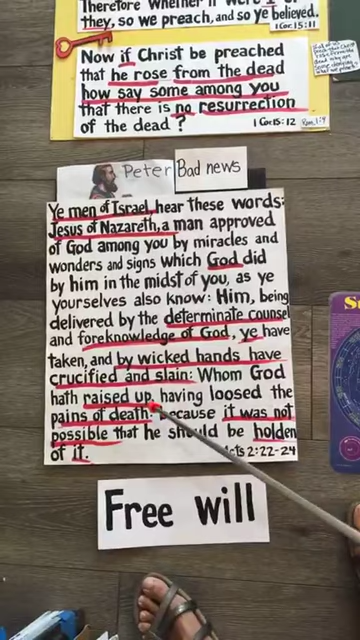 Therefore
they, so we preach, and so ye believed.
1 Cor. 15:11
Now if Christ be preached
that he rose from the dead
how say some among you
that there is no resurrection
of the dead?
1 Cor 15:12
Peter
Bad news
Ye men of Israel, hear these words;
Jesus of Nazareth, a man approved
of God among you by miracles and
wonders and signs which God did
by him in the midst of you, as ye
yourselves also know: Him, being
delivered by the determinate counsel
and foreknowledge of God, ye have
taken, and by wicked hands have
crucified and slain: Whom God
hath raised up, having loosed the
pains of death: because it was not
possible that he should be holden
of it.
Acts 2:22-24
Free will